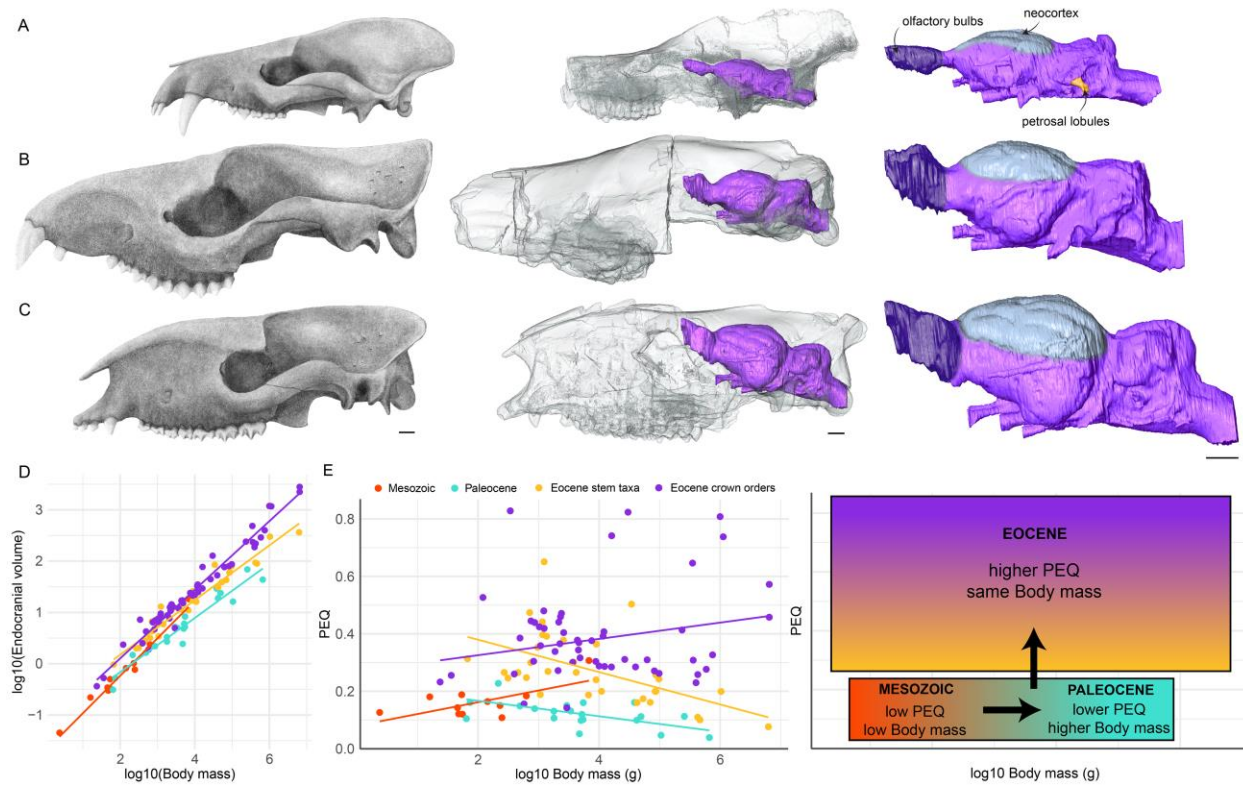 A
olfactory bulbs
neocortex
petrosal lobules
B
C
D
log10(Endocranial volume)
3
2
1
0
−1
2
4
6
log10(Body mass)
E
Mesozoic
Paleocene
Eocene stem taxa
Eocene crown orders
PEQ
0.8
0.6
0.4
0.2
0.0
2
4
6
log10 Body mass (g)
PEQ
EOCENE
higher PEQ
same Body mass
MESOZOIC
low PEQ
low Body mass
PALEOCENE
lower PEQ
higher Body mass
log10 Body mass (g)